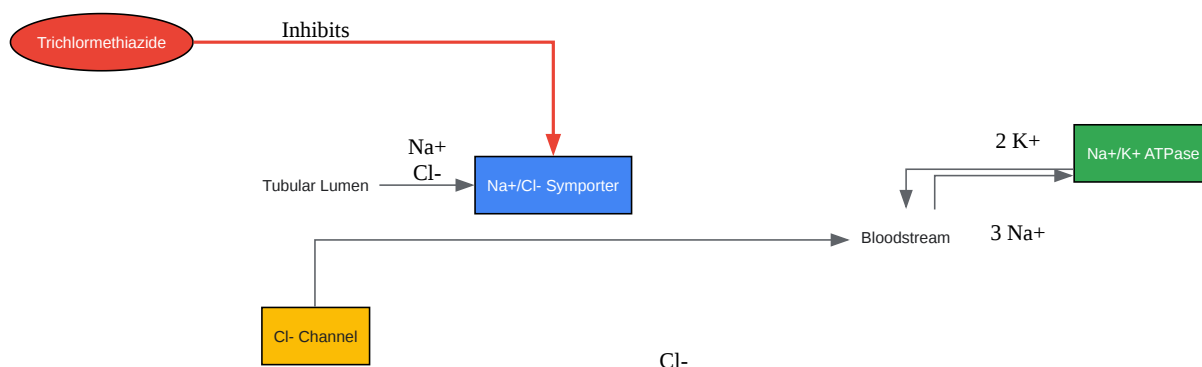 Inhibits
Trichlormethiazide
Na+
Cl-
2 K+
Na+/K+ ATPase
Tubular Lumen
Na+/Cl- Symporter
Bloodstream
3 Na+
Cl- Channel
Cl-